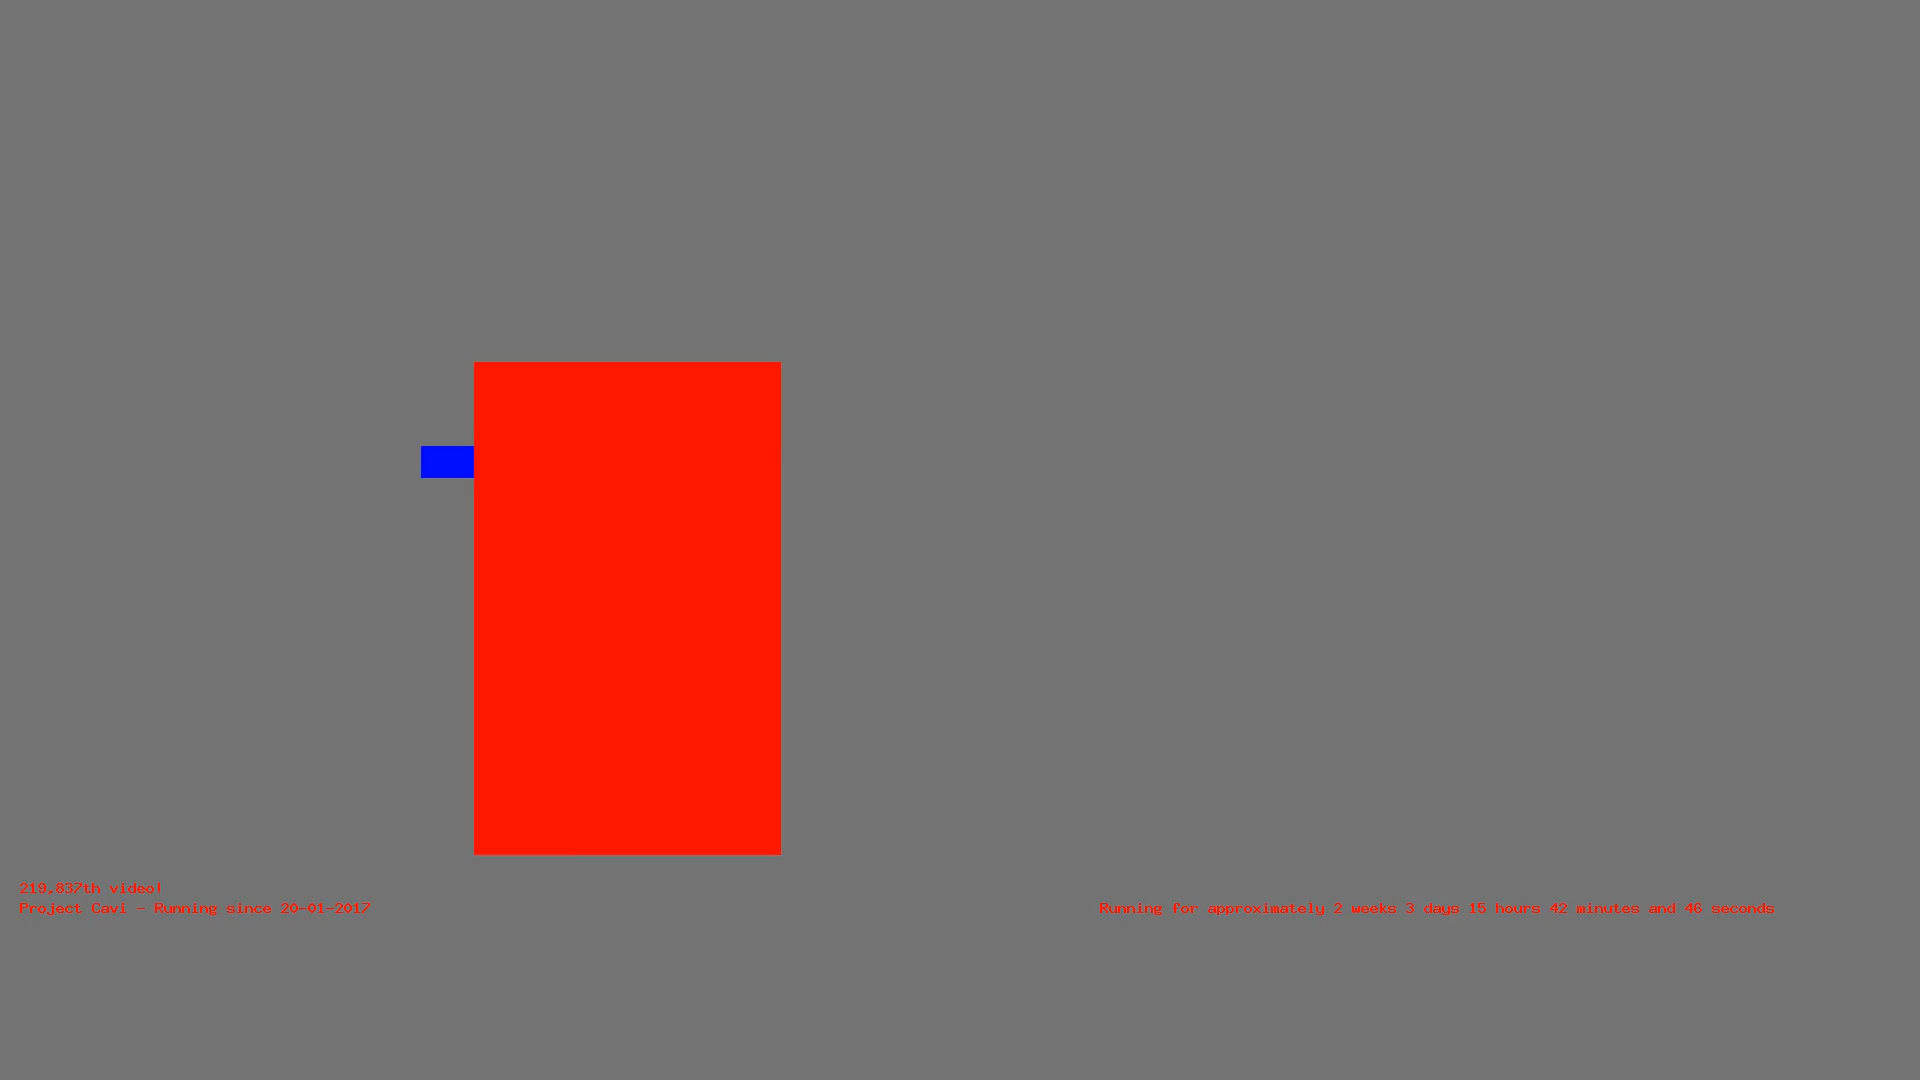 219,837th video!
Project Cavi - Running since 20-01-2017
Running for approximately 2 weeks 3 days 15 hours 42 minutes and 46 seconds